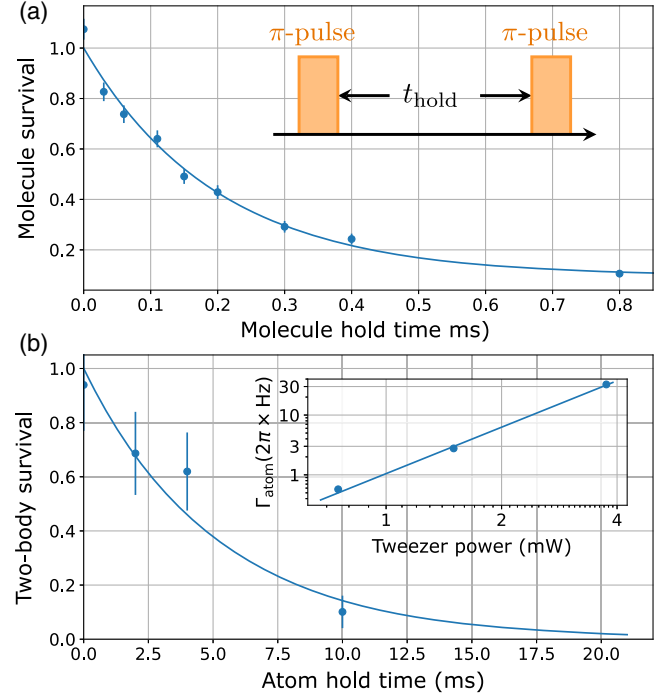 (a)
π-pulse π-pulse
t_hold
Molecule survival
1.0
0.8
0.6
0.4
0.2
0.0 0.1 0.2 0.3 0.4 0.5 0.6 0.7 0.8
Molecule hold time ms)
(b)
Two-body survival
1.0
0.8
0.6
0.4
0.2
0.0
Γ_atom(2π × Hz)
30
10
3
1
1 2 4
Tweezer power (mW)
0.0 2.5 5.0 7.5 10.0 12.5 15.0 17.5 20.0
Atom hold time (ms)